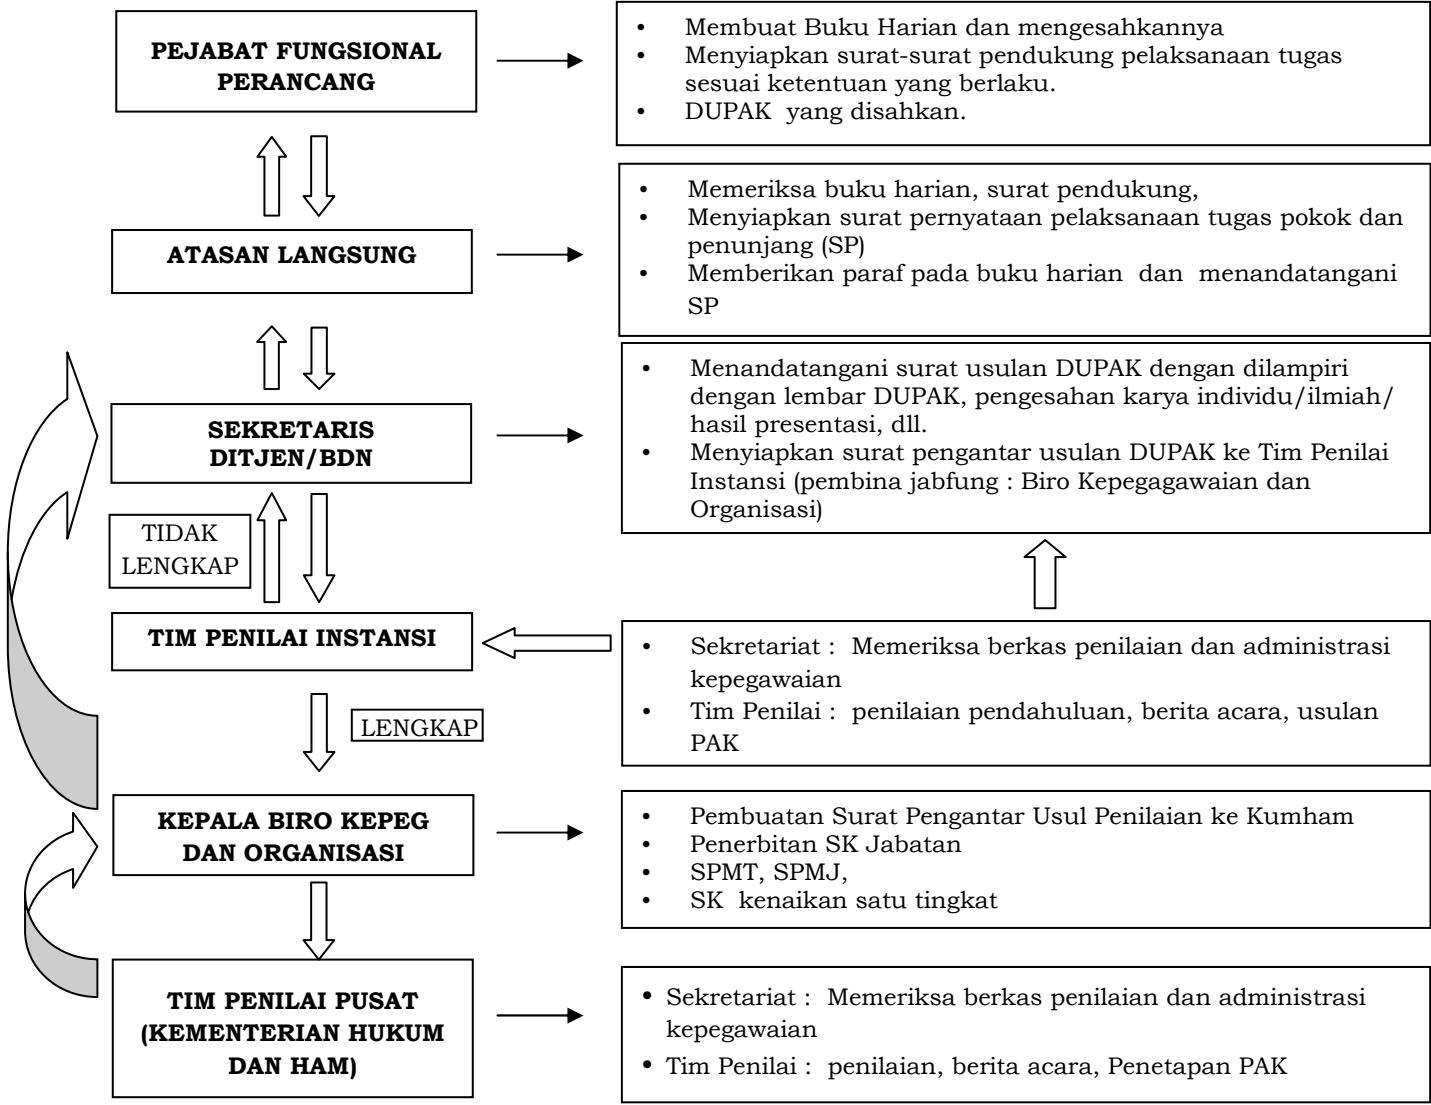 PEJABAT FUNGSIONAL
PERANCANG
• Membuat Buku Harian dan mengesahkannya
• Menyiapkan surat-surat pendukung pelaksanaan tugas
sesuai ketentuan yang berlaku.
• DUPAK yang disahkan.
ATASAN LANGSUNG
• Memeriksa buku harian, surat pendukung,
• Menyiapkan surat pernyataan pelaksanaan tugas pokok dan
penunjang (SP)
• Memberikan paraf pada buku harian dan menandatangani
SP
SEKRETARIS
DITJEN/BDN
• Menandatangani surat usulan DUPAK dengan dilampiri
dengan lembar DUPAK, pengesahan karya individu/ilmiah/
hasil presentasi, dll.
• Menyiapkan surat pengantar usulan DUPAK ke Tim Penilai
Instansi (pembina jabfung : Biro Kepegagawaian dan
Organisasi)
TIDAK
LENGKAP
TIM PENILAI INSTANSI
• Sekretariat : Memeriksa berkas penilaian dan administrasi
kepegawaian
• Tim Penilai : penilaian pendahuluan, berita acara, usulan
PAK
LENGKAP
KEPALA BIRO KEPEG
DAN ORGANISASI
• Pembuatan Surat Pengantar Usul Penilaian ke Kumham
• Penerbitan SK Jabatan
• SPMT, SPMJ,
• SK kenaikan satu tingkat
TIM PENILAI PUSAT
(KEMENTERIAN HUKUM
DAN HAM)
• Sekretariat : Memeriksa berkas penilaian dan administrasi
kepegawaian
• Tim Penilai : penilaian, berita acara, Penetapan PAK